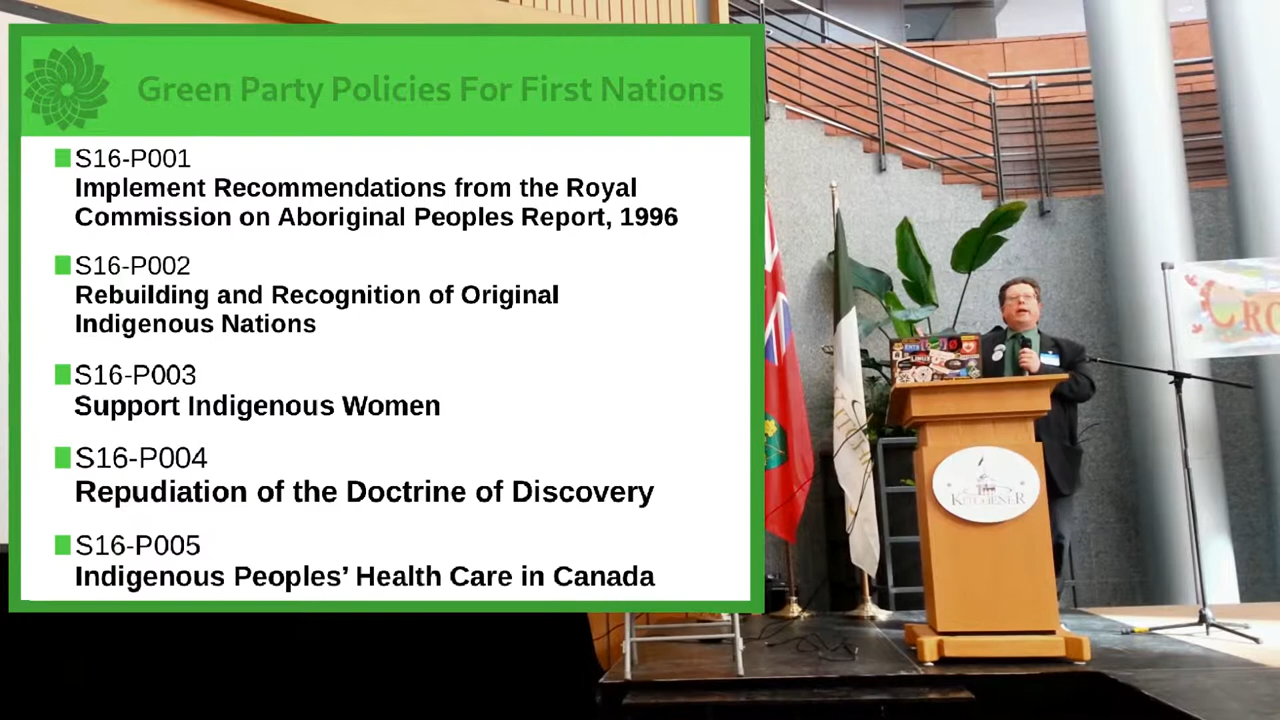 Green Party Policies For First Nations
S16-P001
Implement Recommendations from the Royal
Commission on Aboriginal Peoples Report, 1996
S16-P002
Rebuilding and Recognition of Original
Indigenous Nations
S16-P003
Support Indigenous Women
S16-P004
Repudiation of the Doctrine of Discovery
S16-P005
Indigenous Peoples’ Health Care in Canada
LINUX
KITCHENER
CRO